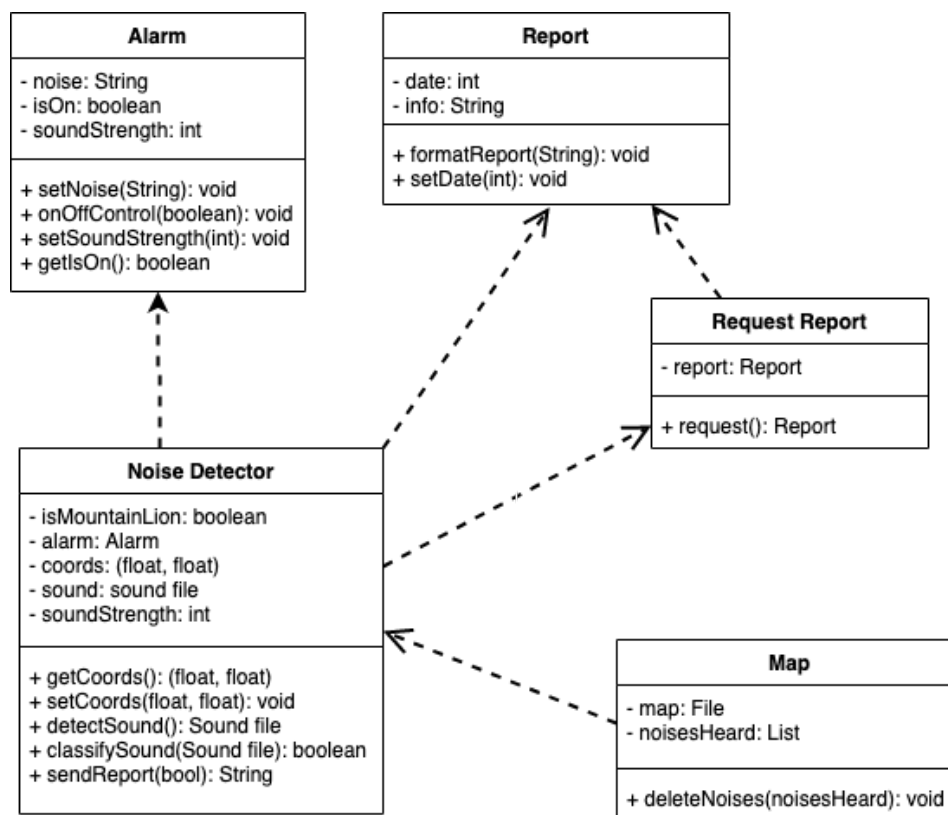 Alarm
- noise: String
- isOn: boolean
- soundStrength: int
+ setNoise(String): void
+ onOffControl(boolean): void
+ setSoundStrength(int): void
+ getIsOn(): boolean
Report
- date: int
- info: String
+ formatReport(String): void
+ setDate(int): void
Request Report
- report: Report
+ request(): Report
Noise Detector
- isMountainLion: boolean
- alarm: Alarm
- coords: (float, float)
- sound: sound file
- soundStrength: int
+ getCoords(): (float, float)
+ setCoords(float, float): void
+ detectSound(): Sound file
+ classifySound(Sound file): boolean
+ sendReport(bool): String
Map
- map: File
- noisesHeard: List
+ deleteNoises(noisesHeard): void